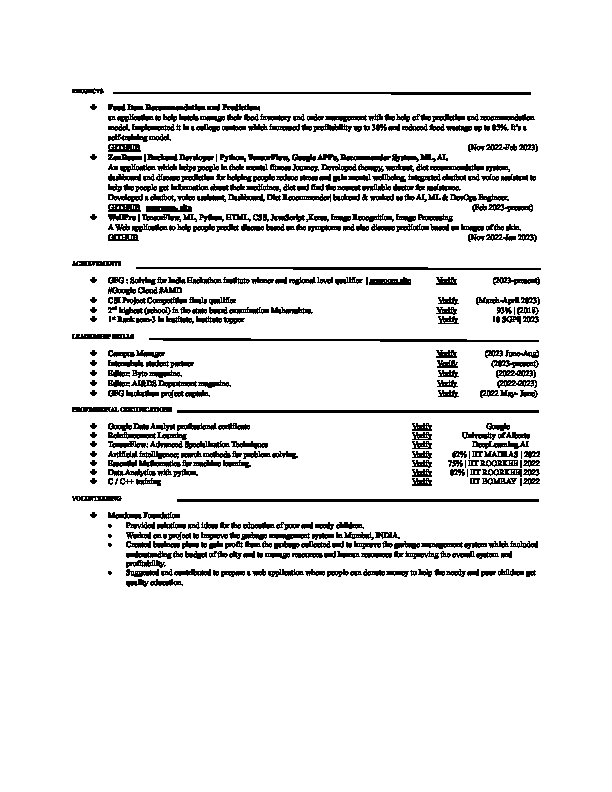 PROJECTS
❖ Food Item Recommendation and Prediction:
an application to help hotels manage their food inventory and order management with the help of the prediction and recommendation
model. Implemented it in a college canteen which increased the profitability up to 30% and reduced food wastage up to 85%. It's a
self-training model.
GITHUB (Nov 2022-Feb 2023)
❖ | Backend Developer | Python, TensorFlow, Google API's, Recommender System, ML, AI,
An application which helps people in their mental fitness Journey. Developed therapy, workout, diet recommendation system,
dashboard and disease prediction for helping people reduce stress and gain mental wellbeing, integrated chatbot and voice assistant to
help the people get information about their medicines, diet and find the nearest available doctor for assistance.
Developed a chatbot, voice assistant, Dashboard, Diet Recommender| backend & worked as the AI, ML & DevOps Engineer.
GITHUB (Feb 2023-present)
❖ WellPro | TensorFlow, ML, Python, HTML, CSS, JavaScript ,Keras, Image Recognition, Image Processing
A Web application to help people predict disease based on the symptoms and also disease prediction based on images of the skin.
GITHUB (Nov 2022-Jan 2023)
ACHIEVEMENTS
❖ GFG : Solving for India Hackathon institute winner and regional level qualifier | Verify (2023-present)
#Google Cloud #AMD
❖ CSI Project Competition finals qualifier Verify (March-April 2023)
❖ 2nd highest (school) in the state board examination Maharashtra. Verify 93% | (2018)
❖ 1st Rank sem-3 in institute, institute topper Verify 10 SGPI| 2023
LEADERSHIP SKILLS
❖ Campus Manager Verify (2023 June-Aug)
❖ Internshala student partner Verify (2023-present)
❖ Editor: Byte magazine. Verify (2022-2023)
❖ Editor: AI&DS Department magazine. Verify (2022-2023)
❖ GFG hackathon project captain. Verify (2022 May- June)
PROFESSIONAL CERTIFICATIONS
❖ Google Data Analyst professional certificate Verify Google
❖ Reinforcement Learning Verify University of Alberta
❖ TensorFlow: Advanced Specialization Techniques Verify DeepLearning.AI
❖ Artificial intelligence; search methods for problem solving. Verify 62% | IIT MADRAS | 2022
❖ Essential Mathematics for machine learning. Verify 75% | IIT ROORKEE | 2022
❖ Data Analytics with python. Verify 82% | IIT ROORKEE| 2023
❖ C / C++ training Verify IIT BOMBAY | 2022
VOLUNTEERING
❖ Foundation
• Provided solutions and ideas for the education of poor and needy children.
• Worked on a project to improve the garbage management system in Mumbai, INDIA.
• Created business plans to gain profit from the garbage collected and to improve the garbage management system which included
understanding the budget of the city and to manage resources and human resources for improving the overall system and
profitability.
• Suggested and contributed to prepare a web application where people can donate money to help the needy and poor children get
quality education.